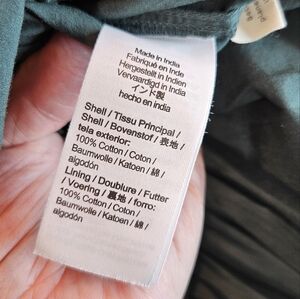 Made in India
Fabriqué en Inde
Hergestellt in Indien
Vervaardigd in Indien
インド製
hecho en india
Shell / Tissu Principal /
Shell / Bovenstof / 表地 /
tela exterior:
100% Cotton / Coton /
Baumwolle / Katoen / 綿 /
algodón
Lining / Doublure / Futter
/ Voering / 裏地 / forro:
100% Cotton / Coton /
Baumwolle / Katoen / 綿 /
algodón